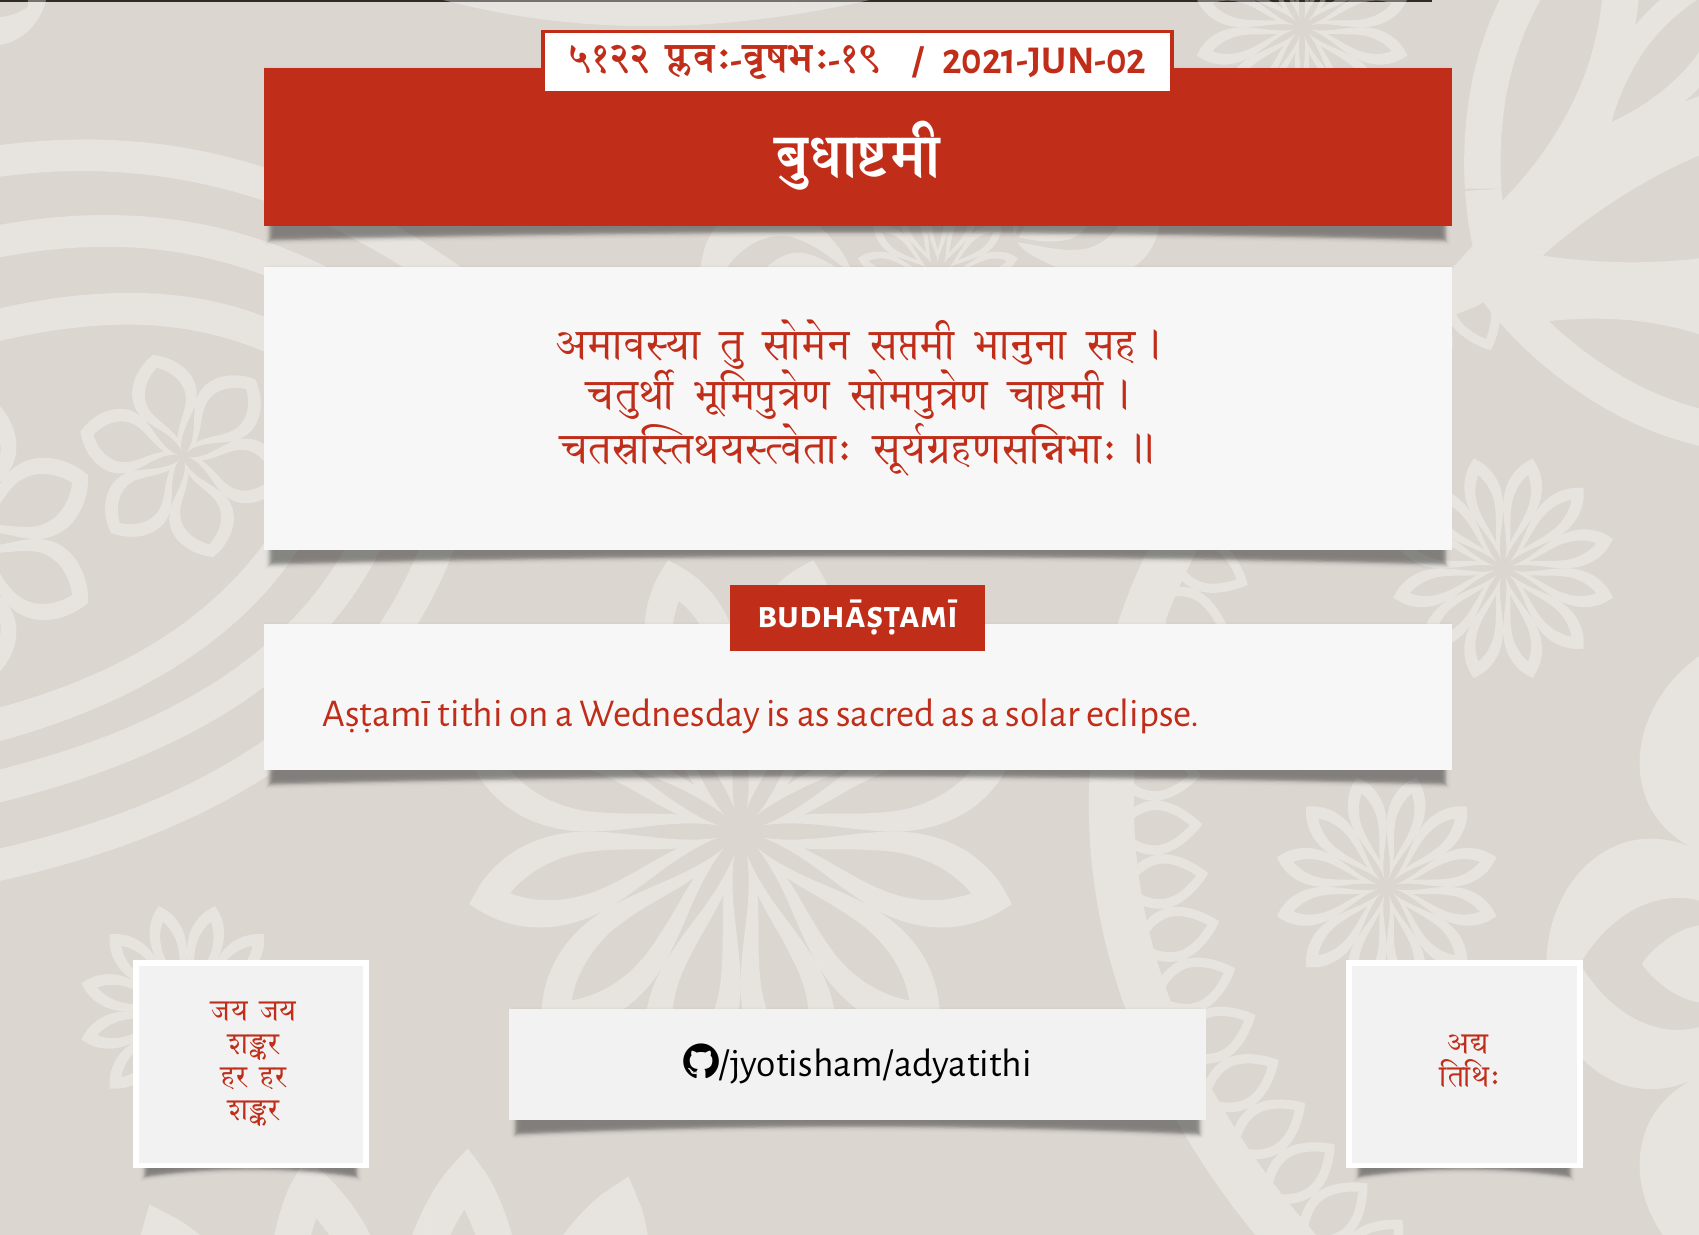 ५१२२ प्लवः-वृषभः-१९ / 2021-JUN-02
बुधाष्टमी
अमावस्या तु सोमेन सप्तमी भानुना सह ।
चतुर्थी भूमिपुत्रेण सोमपुत्रेण चाष्टमी ।
चतस्रस्तिथयस्त्वेताः सूर्यग्रहणसन्निभाः ॥
BUDHĀṢṬAMĪ
Aṣṭamī tithi on a Wednesday is as sacred as a solar eclipse.
जय जय
शङ्कर
हर हर
शङ्कर
/jyotisham/adyatithi
अद्य
तिथिः